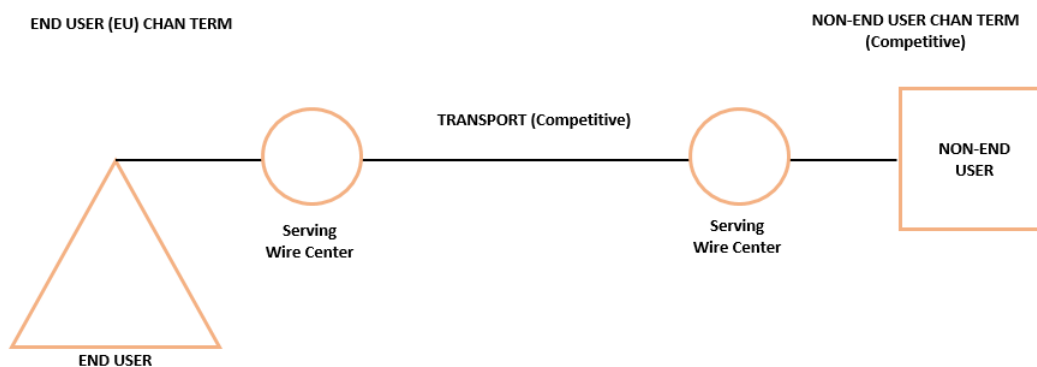 END USER (EU) CHAN TERM
NON-END USER CHAN TERM
(Competitive)
TRANSPORT (Competitive)
NON-END
USER
Serving
Wire Center
Serving
Wire Center
END USER